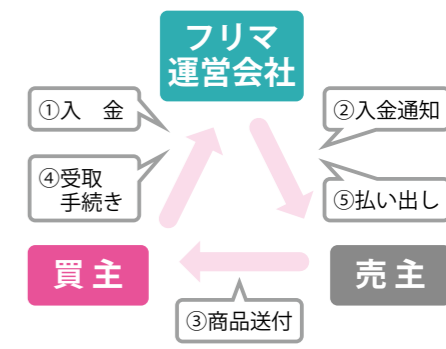 フリマ
運営会社
①入　金
②入金通知
④受取
手続き
⑤払い出し
買 主
売 主
③商品送付